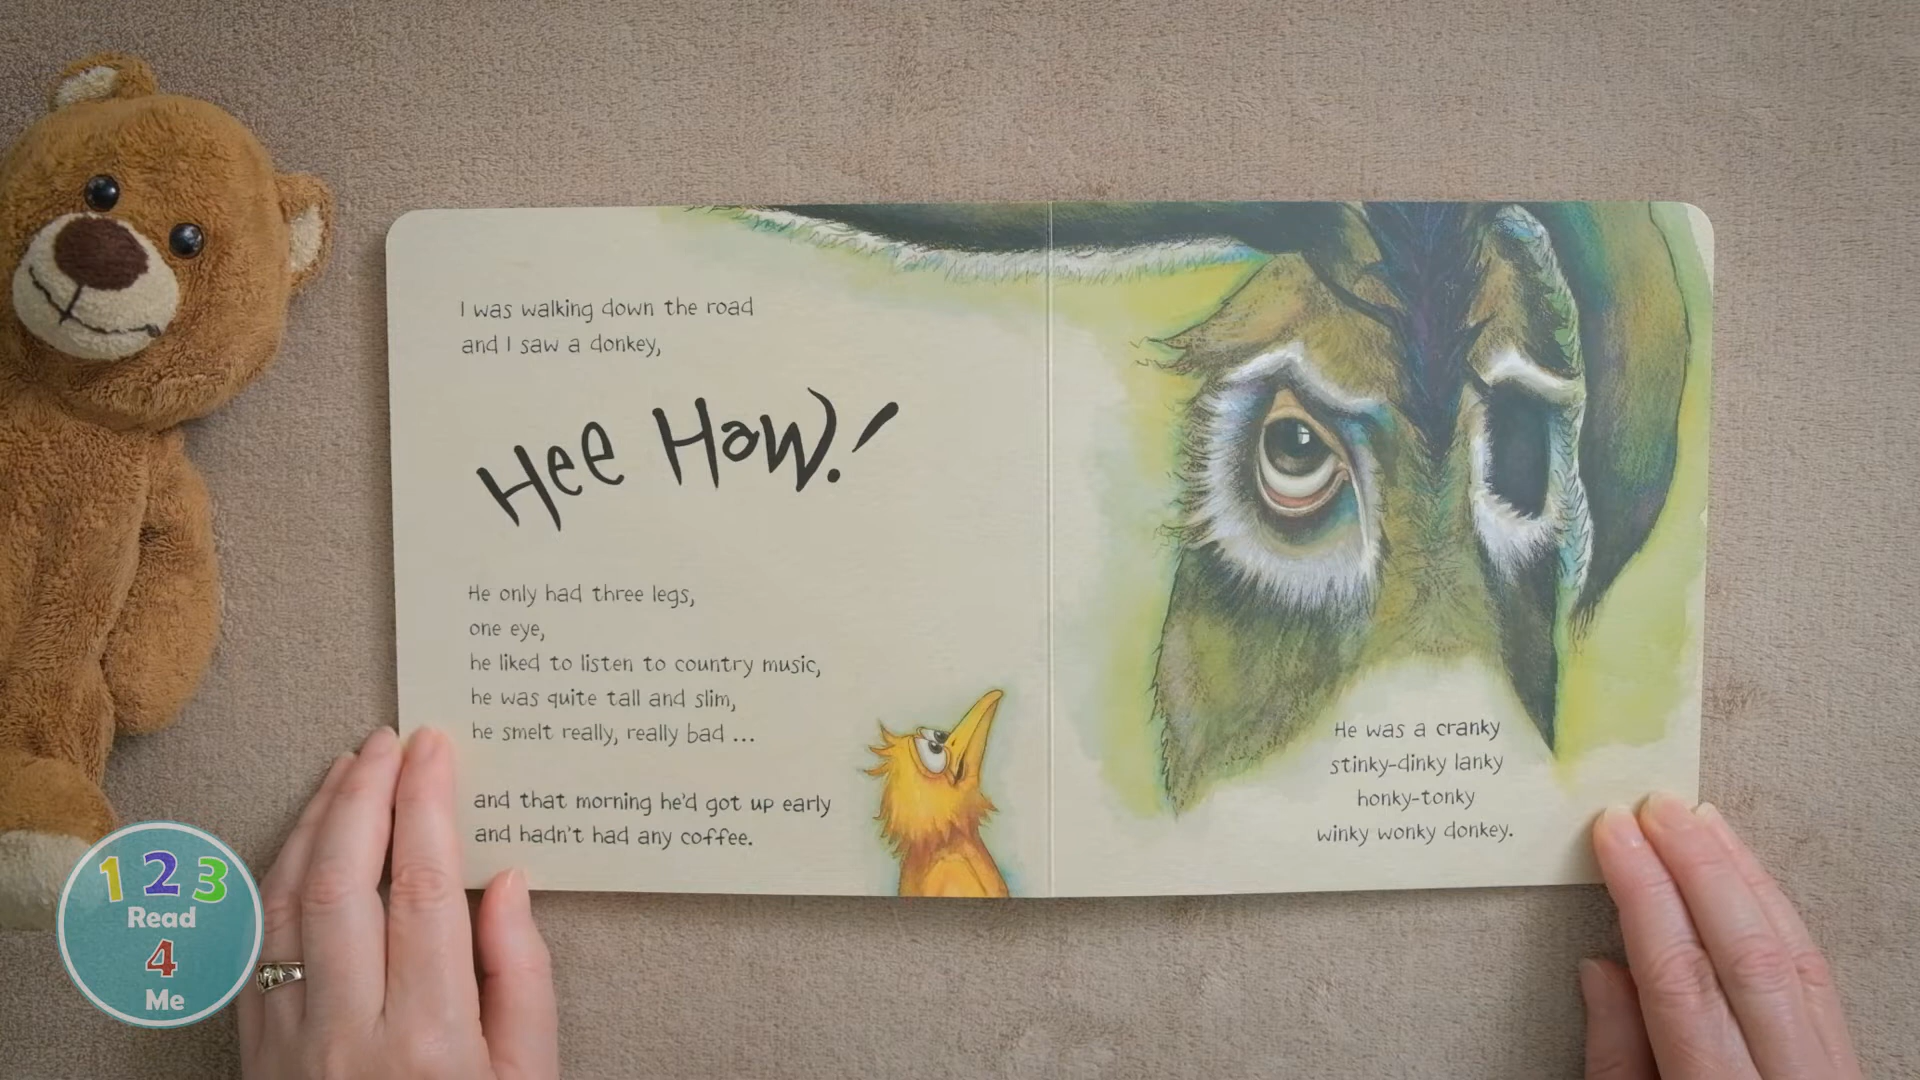 I was walking down the road
and I saw a donkey,
Hee Haw!
He only had three legs,
one eye,
he liked to listen to country music,
he was quite tall and slim,
he smelt really, really bad ...
and that morning he'd got up early
and hadn't had any coffee.
He was a cranky
stinky-dinky lanky
honky-tonky
winky wonky donkey.
1 2 3
Read
4
Me